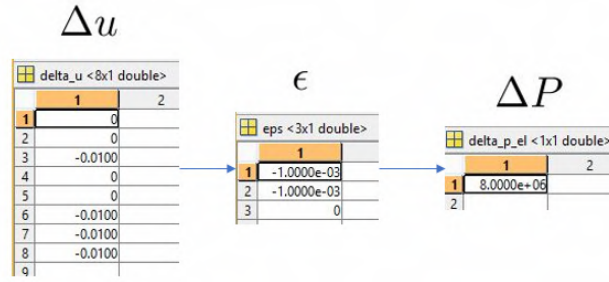 Δu
delta_u <8x1 double>
1 2
1 0
2 0
3 -0.0100
4 0
5 0
6 -0.0100
7 -0.0100
8 -0.0100
9
ϵ
eps <3x1 double>
1
1 -1.0000e-03
2 -1.0000e-03
3 0
ΔP
delta_p_el <1x1 double>
1 2
1 8.0000e+06
2